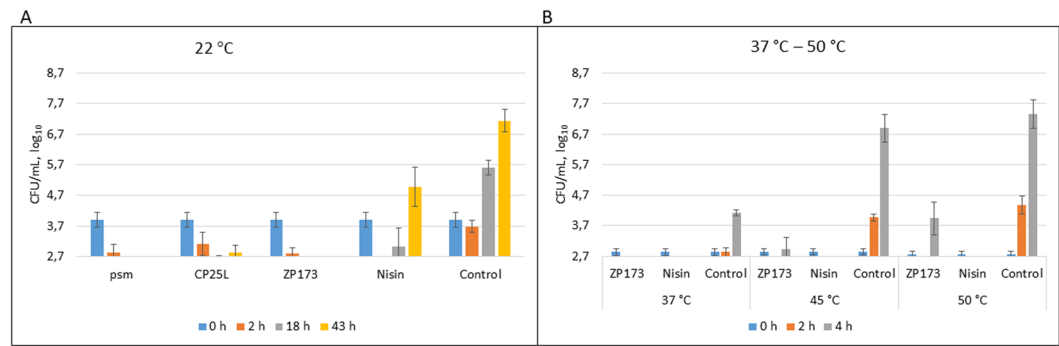 A
22 °C
CFU/mL, log10
8,7
7,7
6,7
5,7
4,7
3,7
2,7
psm CP25L ZP173 Nisin Control
0 h 2 h 18 h 43 h
B
37 °C – 50 °C
CFU/mL, log10
8,7
7,7
6,7
5,7
4,7
3,7
2,7
ZP173 Nisin Control ZP173 Nisin Control ZP173 Nisin Control
37 °C 45 °C 50 °C
0 h 2 h 4 h